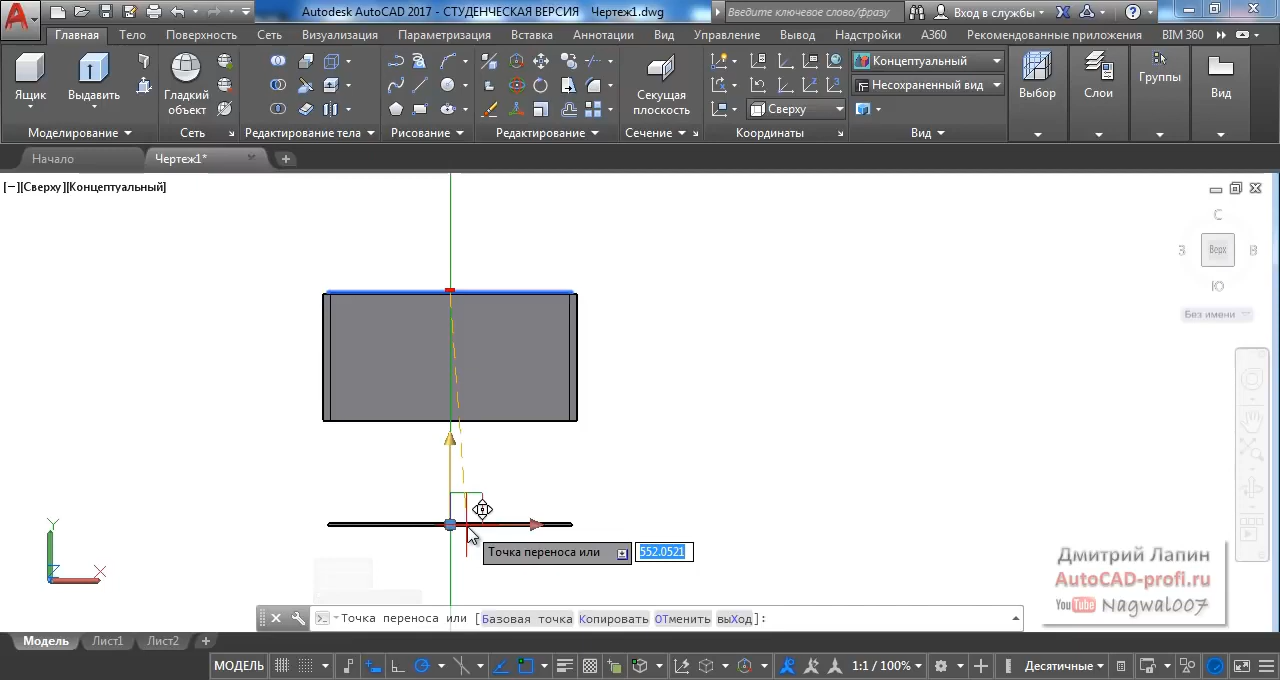 Autodesk AutoCAD 2017 - СТУДЕНЧЕСКАЯ ВЕРСИЯ Чертеж1.dwg
Введите ключевое слово/фразу
Вход в службы
Главная Тело Поверхность Сеть Визуализация Параметризация Вставка Аннотации Вид Управление Вывод Надстройки A360 Рекомендованные приложения BIM 360
Ящик
Выдавить
Гладкий
объект
Секущая
плоскость
Концептуальный
Несохраненный вид
Сверху
Выбор
Слои
Группы
Вид
Моделирование Сеть Редактирование тела Рисование Редактирование Сечение Координаты Вид
Начало Чертеж1*
[−][Сверху][Концептуальный]
С
З Верх В
Ю
Без имени
Y
X
Z
Точка переноса или 552.0521
Дмитрий Лапин
AutoCAD-profi.ru
YouTube Nagwal007
Точка переноса или [Базовая точка Копировать ОТменить выХод]:
Модель Лист1 Лист2
МОДЕЛЬ 1:1 / 100% Десятичные